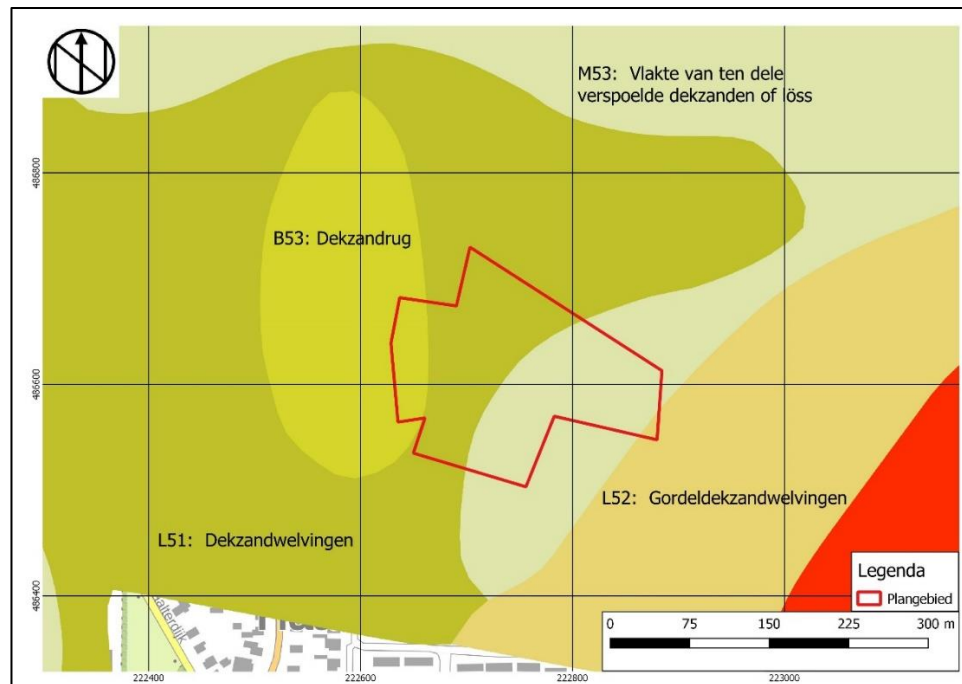 M53: Vlakte van ten dele
verspoelde dekzanden of löss
486800
B53: Dekzandrug
486600
L52: Gordeldekzandwelvingen
L51: Dekzandwelvingen
Legenda
Plangebied
486400
alterdijk
0 75 150 225 300 m
222400 222600 222800 223000